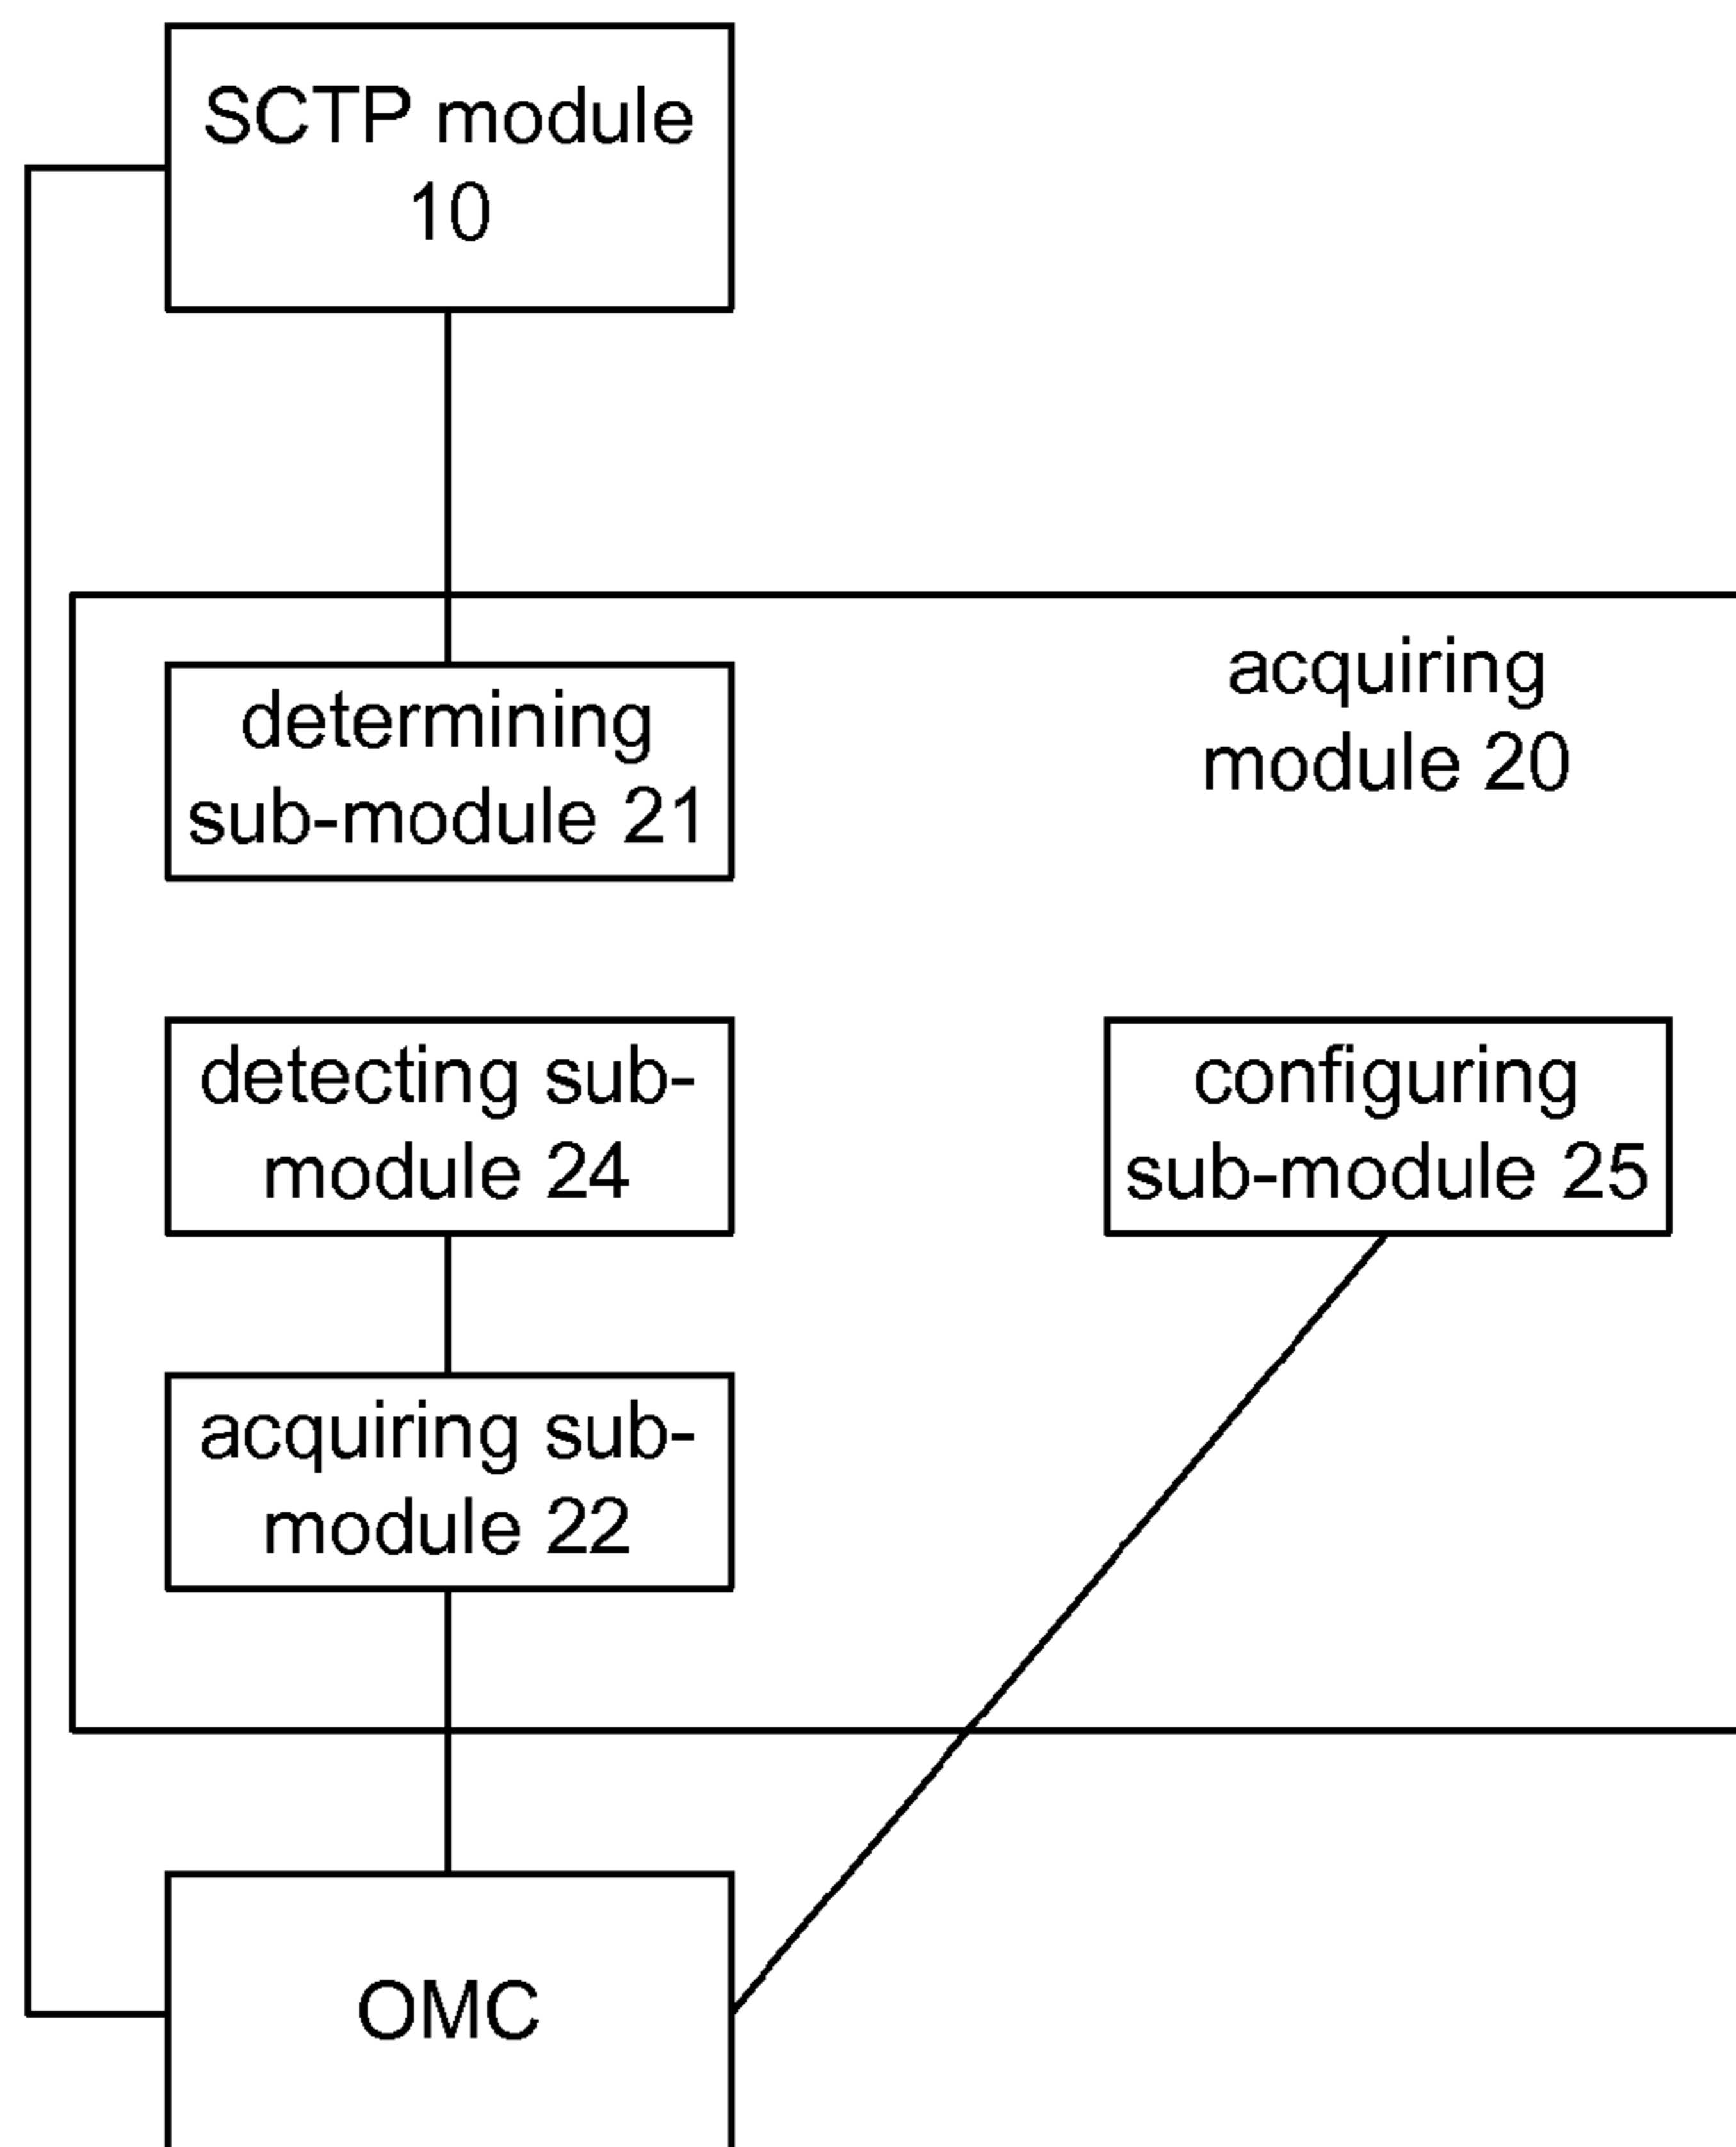 SCTP module
10
acquiring
module 20
determining
sub-module 21
detecting sub-
module 24
configuring
sub-module 25
acquiring sub-
module 22
OMC